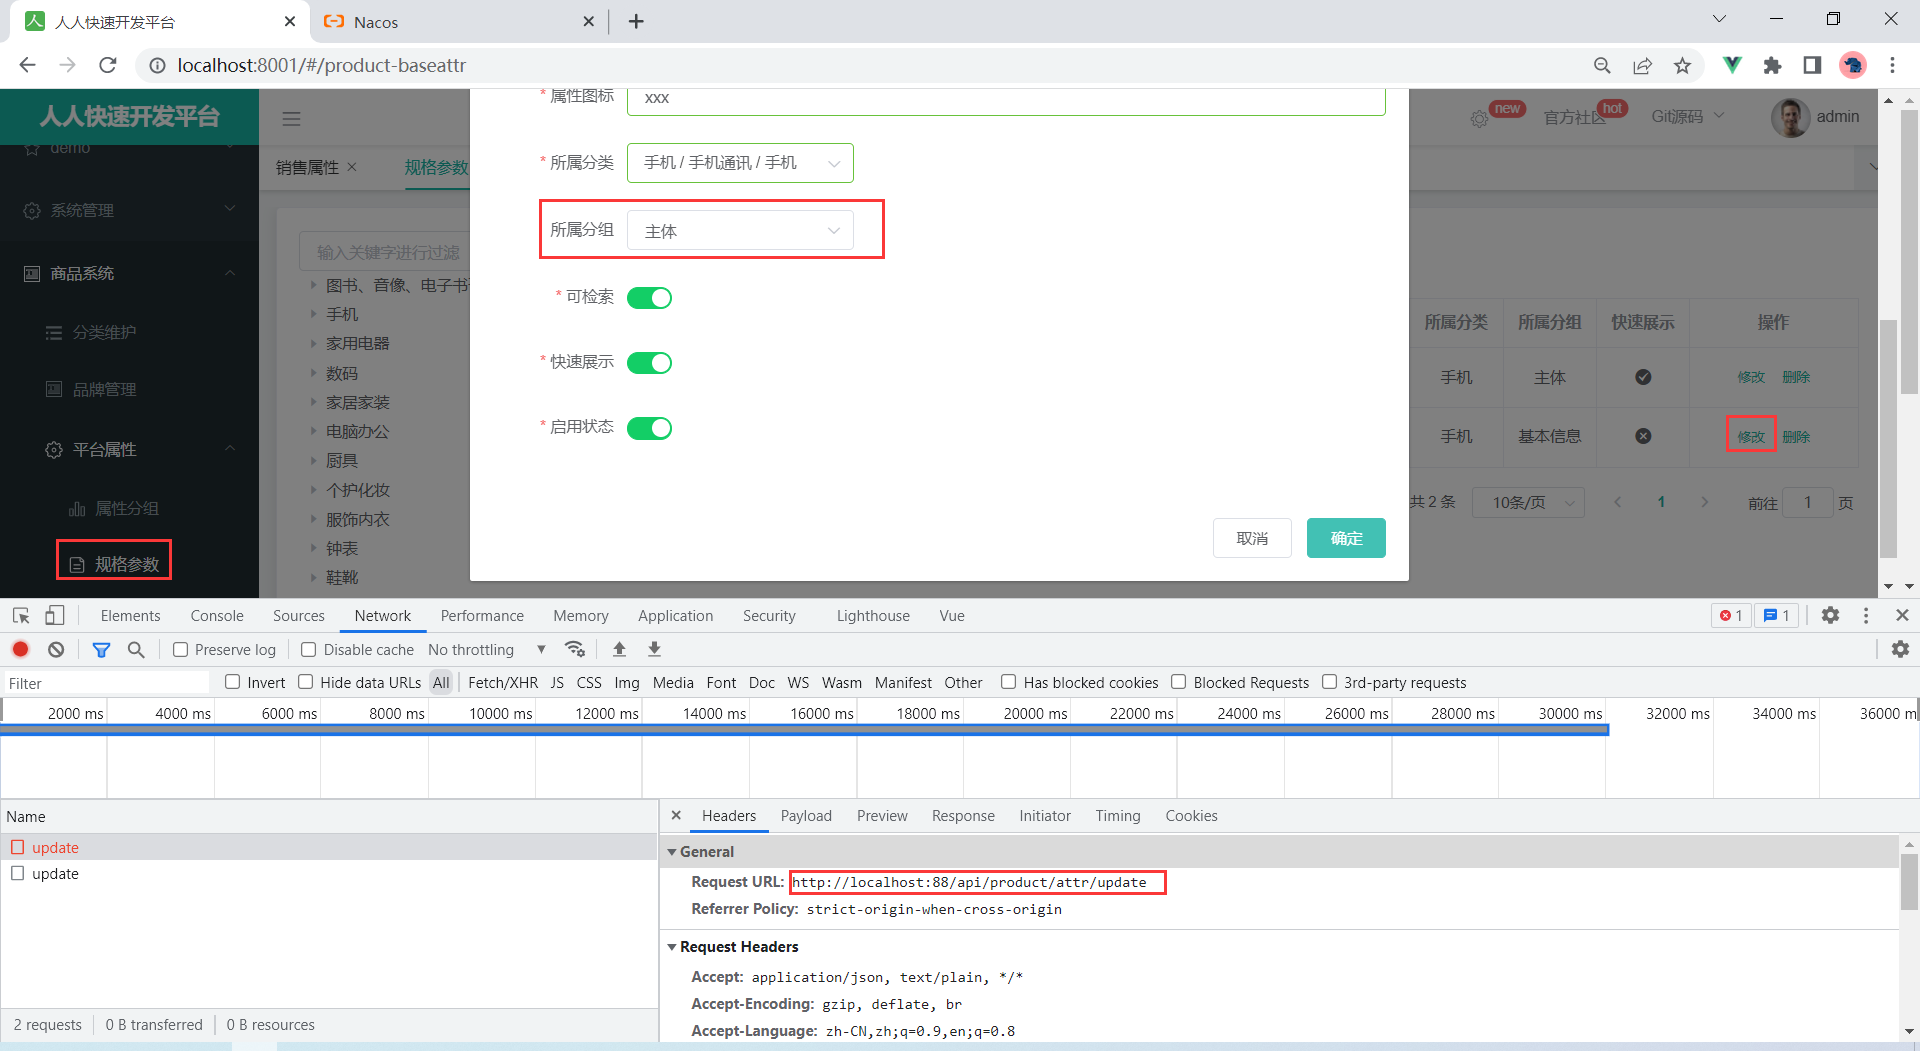 人人快速开发平台
Nacos
localhost:8001/#/product-baseattr
人人快速开发平台
demo
系统管理
商品系统
分类维护
品牌管理
平台属性
属性分组
规格参数
销售属性
规格参数
new
官方社区
hot
Git源码
admin
输入关键字进行过滤
图书、音像、电子书
手机
家用电器
数码
家居家装
电脑办公
厨具
个护化妆
服饰内衣
钟表
鞋靴
* 属性图标 xxx
* 所属分类 手机 / 手机通讯 / 手机
所属分组 主体
* 可检索
* 快速展示
* 启用状态
取消 确定
所属分类 所属分组 快速展示 操作
手机 主体 修改 删除
手机 基本信息 修改 删除
共 2 条 10条/页 1 前往 1 页
Elements Console Sources Network Performance Memory Application Security Lighthouse Vue 1 1
Preserve log Disable cache No throttling
Filter Invert Hide data URLs All Fetch/XHR JS CSS Img Media Font Doc WS Wasm Manifest Other Has blocked cookies Blocked Requests 3rd-party requests
2000 ms 4000 ms 6000 ms 8000 ms 10000 ms 12000 ms 14000 ms 16000 ms 18000 ms 20000 ms 22000 ms 24000 ms 26000 ms 28000 ms 30000 ms 32000 ms 34000 ms 36000 m
Name
update
update
2 requests 0 B transferred 0 B resources
Headers Payload Preview Response Initiator Timing Cookies
General
Request URL: http://localhost:88/api/product/attr/update
Referrer Policy: strict-origin-when-cross-origin
Request Headers
Accept: application/json, text/plain, */*
Accept-Encoding: gzip, deflate, br
Accept-Language: zh-CN,zh;q=0.9,en;q=0.8